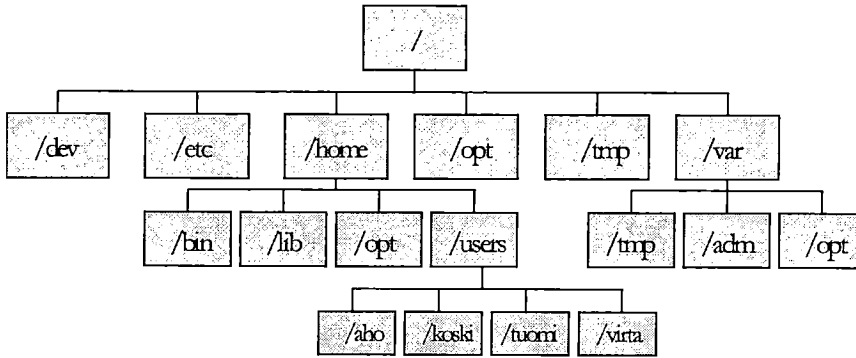 /
/dev /etc /home /opt /tmp /var
/bin /lib /opt /users /tmp /adm /opt
/aho /koski /tuomi /virta